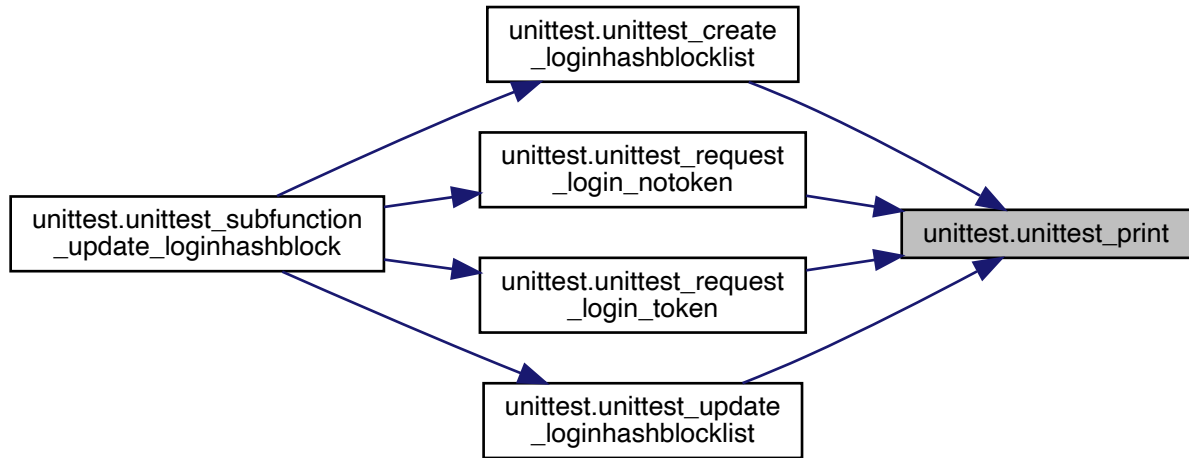 unittest.unittest_create
_loginhashblocklist
unittest.unittest_request
_login_notoken
unittest.unittest_subfunction
_update_loginhashblock
unittest.unittest_print
unittest.unittest_request
_login_token
unittest.unittest_update
_loginhashblocklist